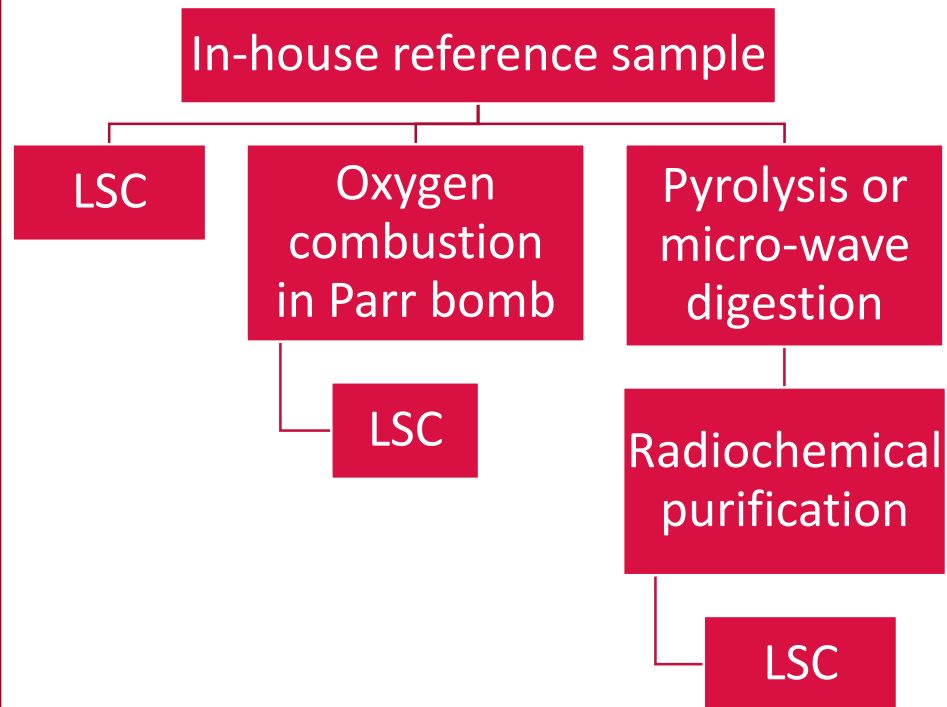 In-house reference sample
LSC
Oxygen
combustion
in Parr bomb
LSC
Pyrolysis or
micro-wave
digestion
Radiochemical
purification
LSC